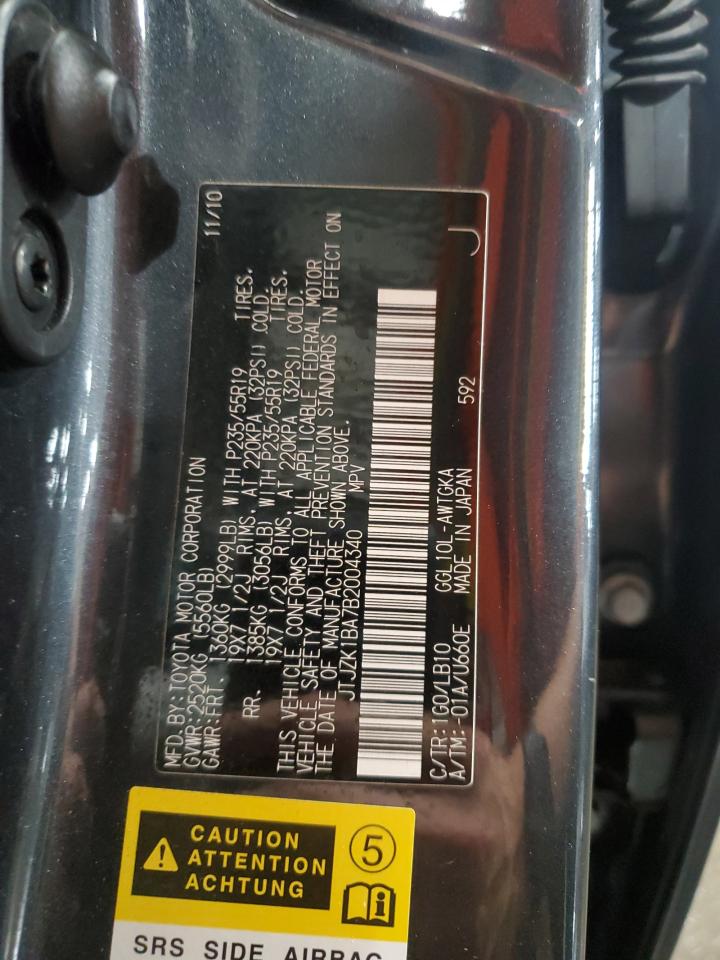 MFD.BY:TOYOTA MOTOR CORPORATION 11/10
GVWR:2520KG (5560LB)
GAWR:FRT. 1360KG (2999LB) WITH P235/55R19 TIRES,
19X7 1/2J RIMS, AT 220KPA (32PSI) COLD.
RR. 1385KG (3056LB) WITH P235/55R19 TIRES,
19X7 1/2J RIMS, AT 220KPA (32PSI) COLD.
THIS VEHICLE CONFORMS TO ALL APPLICABLE FEDERAL MOTOR
VEHICLE SAFETY AND THEFT PREVENTION STANDARDS IN EFFECT ON
THE DATE OF MANUFACTURE SHOWN ABOVE.
JTJZK1BA7B2004340 MPV
C/TR:1G0/LB10 GGL10L-AWTGKA
A/TM:-01A/U660E MADE IN JAPAN 592 J
CAUTION
ATTENTION
ACHTUNG
5
i
SRS SIDE AIRBAG